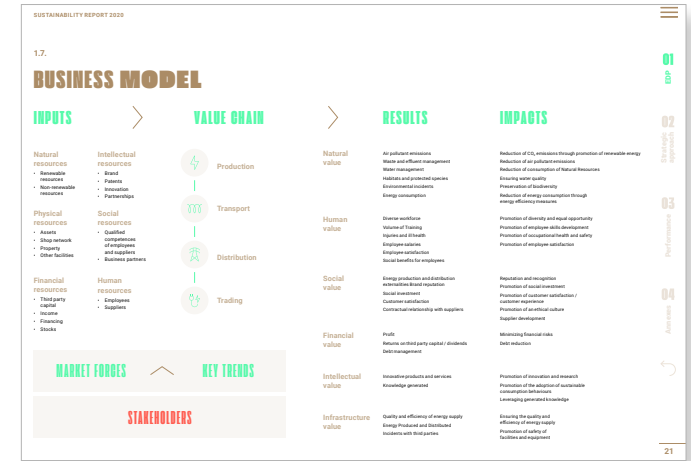 SUSTAINABILITY REPORT 2020
1.7.
BUSINESS MODEL
INPUTS
Natural
resources
• Renewable
resources
• Non-renewable
resources
Intellectual
resources
• Brand
• Patents
• Innovation
• Partnerships
Physical
resources
• Assets
• Shop network
• Property
• Other facilities
Social
resources
• Qualified
competences
of employees
and suppliers
• Business partners
Financial
resources
• Third party
capital
• Income
• Financing
• Stocks
Human
resources
• Employees
• Suppliers
VALUE CHAIN
Production
Transport
Distribution
Trading
MARKET FORCES
KEY TRENDS
STAKEHOLDERS
RESULTS
IMPACTS
Natural
value
Air pollutant emissions
Waste and effluent management
Water management
Habitats and protected species
Environmental incidents
Energy consumption
Reduction of CO₂ emissions through promotion of renewable energy
Reduction of air pollutant emissions
Reduction of consumption of Natural Resources
Ensuring water quality
Preservation of biodiversity
Reduction of energy consumption through
energy efficiency measures
Human
value
Diverse workforce
Volume of Training
Injuries and ill health
Employee salaries
Employee satisfaction
Social benefits for employees
Promotion of diversity and equal opportunity
Promotion of employee skills development
Promotion of occupational health and safety
Promotion of employee satisfaction
Social
value
Energy production and distribution
externalities Brand reputation
Social investment
Customer satisfaction
Contractual relationship with suppliers
Reputation and recognition
Promotion of social investment
Promotion of customer satisfaction /
customer experience
Promotion of an ethical culture
Supplier development
Financial
value
Profit
Returns on third party capital / dividends
Debt management
Minimizing financial risks
Debt reduction
Intellectual
value
Innovative products and services
Knowledge generated
Promotion of innovation and research
Promotion of the adoption of sustainable
consumption behaviours
Leveraging generated knowledge
Infrastructure
value
Quality and efficiency of energy supply
Energy Produced and Distributed
Incidents with third parties
Ensuring the quality and
efficiency of energy supply
Promotion of safety of
facilities and equipment
01
EDP
02
Strategic
approach
03
Performance
04
Annexes
21